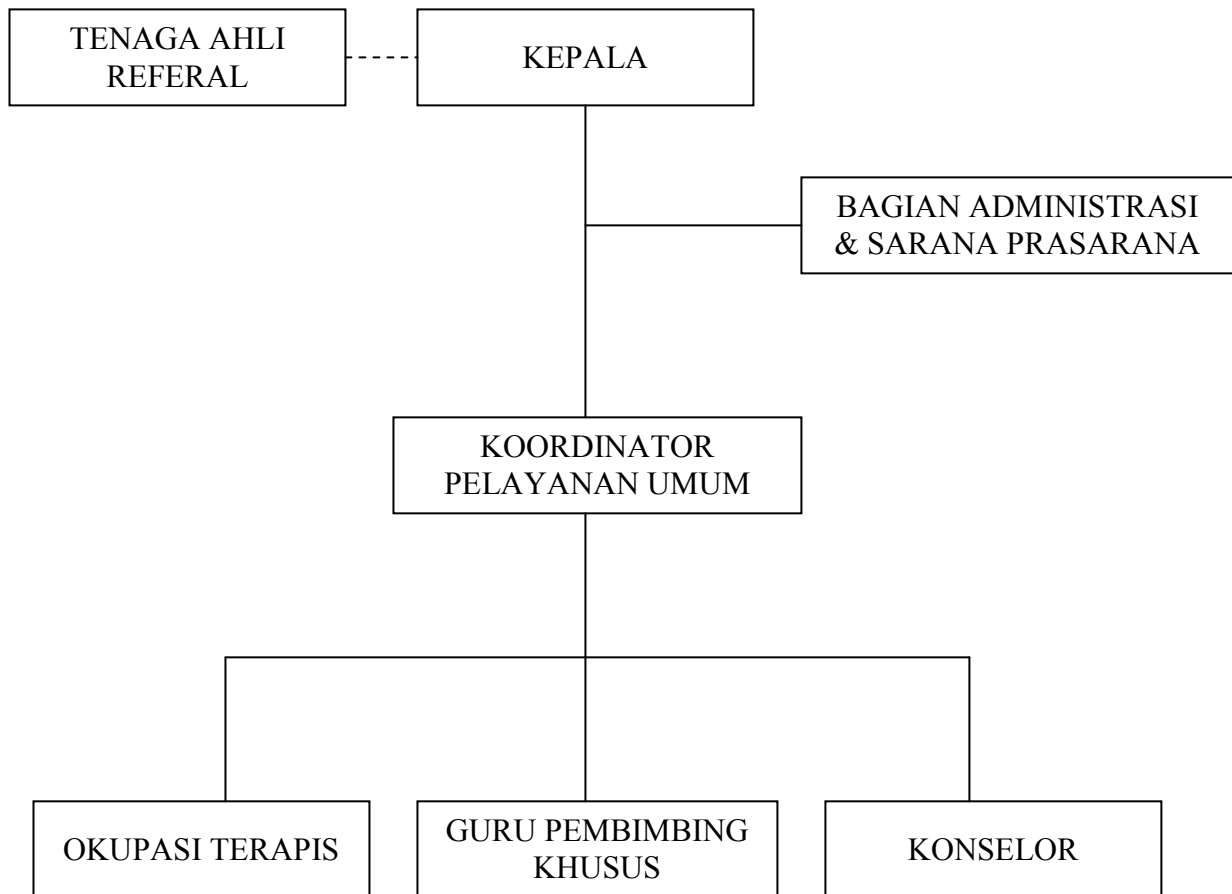 TENAGA AHLI
REFERAL
KEPALA
BAGIAN ADMINISTRASI
& SARANA PRASARANA
KOORDINATOR
PELAYANAN UMUM
OKUPASI TERAPIS
GURU PEMBIMBING
KHUSUS
KONSELOR